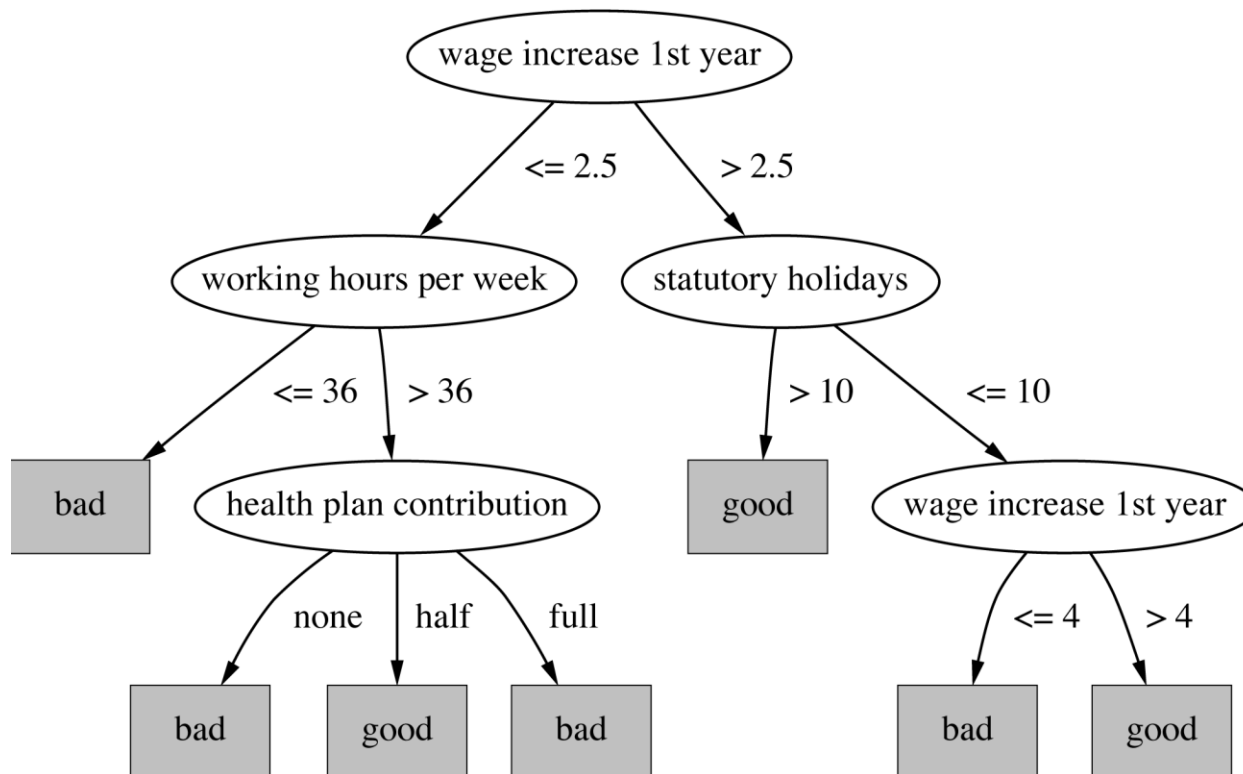 wage increase 1st year
<= 2.5
> 2.5
working hours per week
statutory holidays
<= 36
> 36
> 10
<= 10
bad
health plan contribution
good
wage increase 1st year
none
half
full
<= 4
> 4
bad
good
bad
bad
good